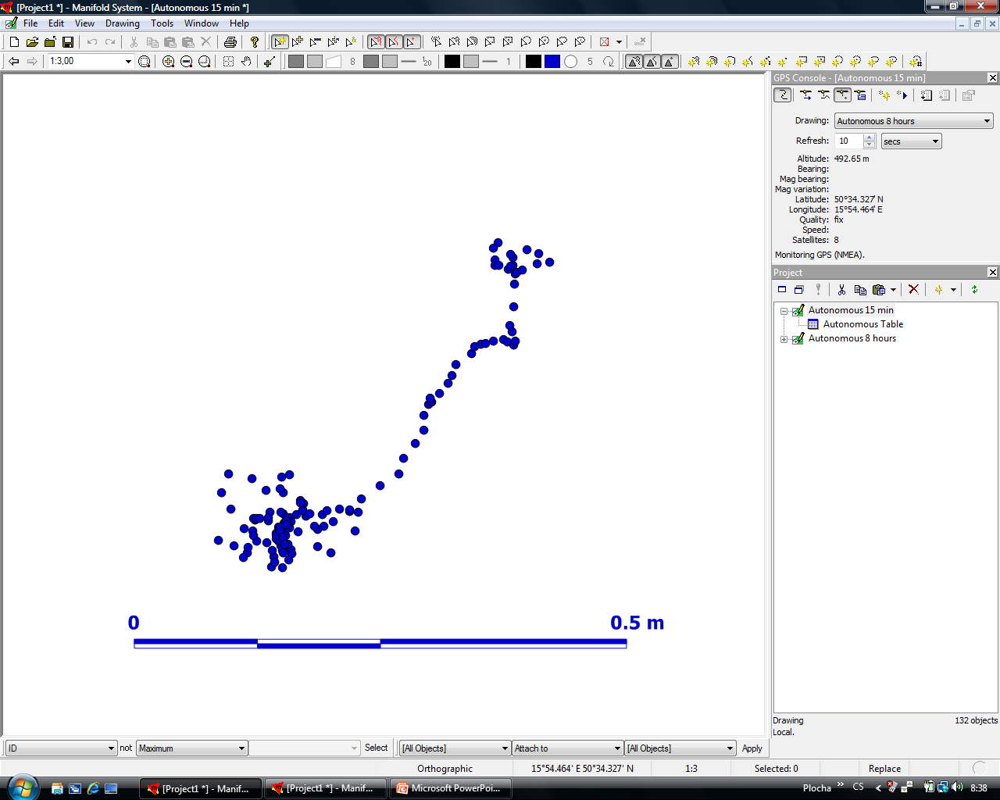 [Project1 *] - Manifold System - [Autonomous 15 min *]
File Edit View Drawing Tools Window Help
1:3,00 8 1/20 1 5
GPS Console - [Autonomous 15 min]
Drawing: Autonomous 8 hours
Refresh: 10 secs
Altitude: 492.65 m
Bearing:
Mag bearing:
Mag variation:
Latitude: 50°34.327' N
Longitude: 15°54.464' E
Quality: fix
Speed:
Satellites: 8
Monitoring GPS (NMEA).
Project
Autonomous 15 min
Autonomous Table
Autonomous 8 hours
0 0.5 m
Drawing 132 objects
Local.
ID not Maximum Select [All Objects] Attach to [All Objects] Apply
Orthographic 15°54.464' E 50°34.327' N 1:3 Selected: 0 Replace
[Project1 *] - Manif... [Project1 *] - Manif... Microsoft PowerPoi... Plocha » CS 8:38